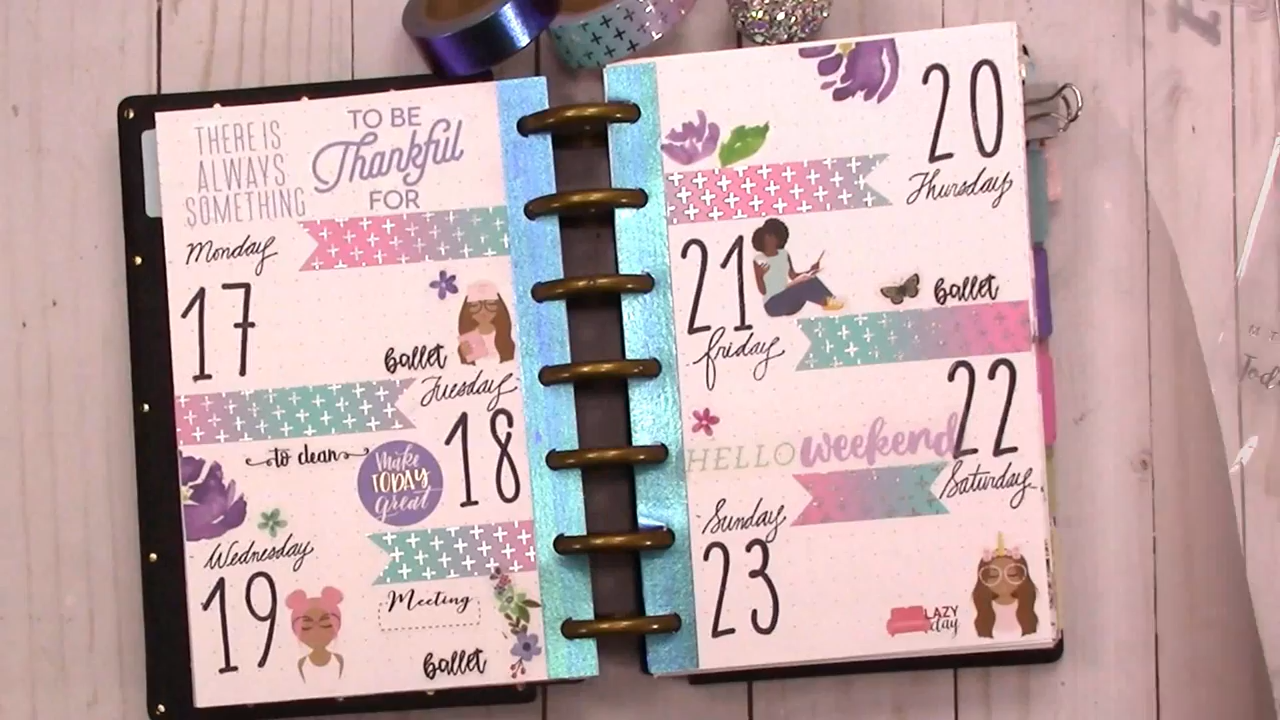 THERE IS
ALWAYS
SOMETHING
TO BE
Thankful
FOR
Monday
17
ballet
Tuesday
18
to clean
Make
TODAY
Great
Wednesday
19
Meeting
ballet
20
Thursday
21
friday
ballet
22
HELLO weekend
Saturday
Sunday
23
LAZY
day